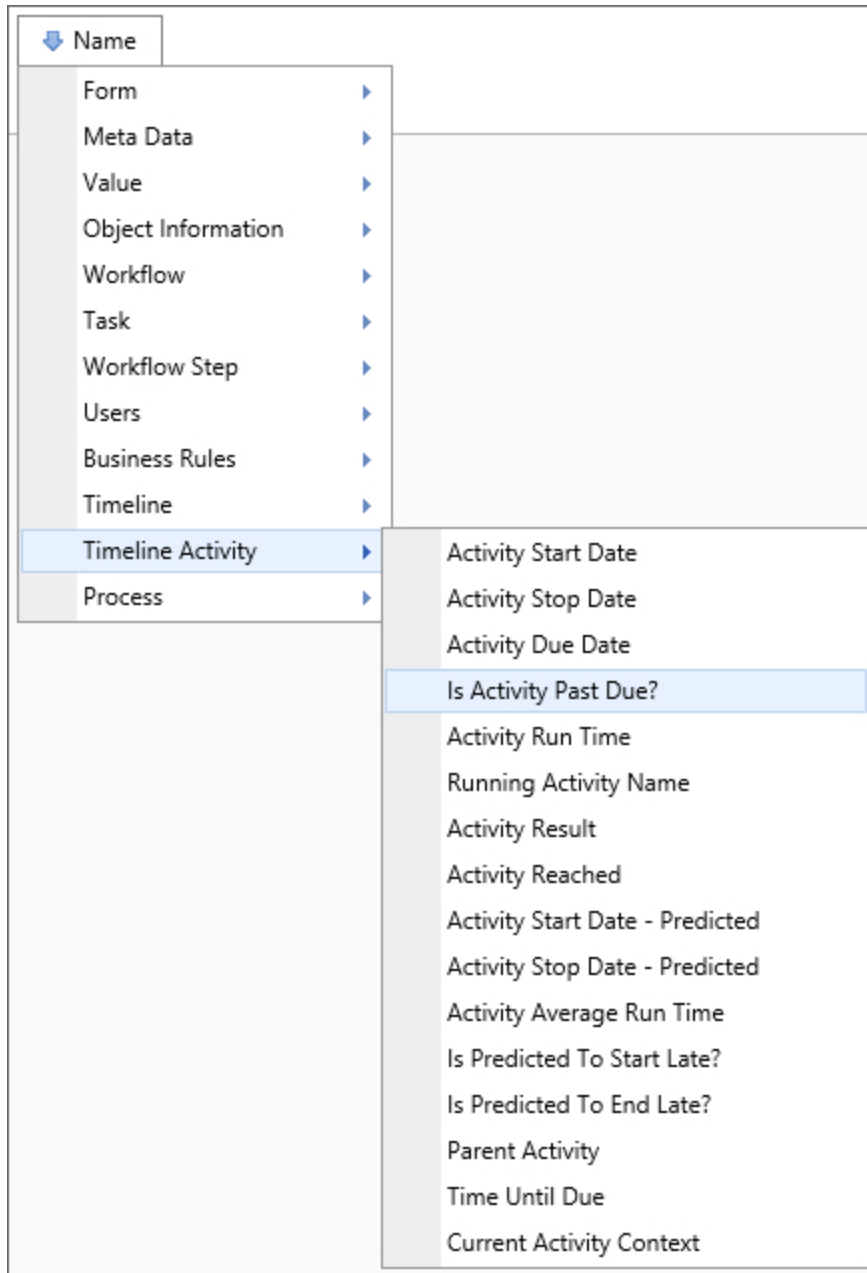 Name
Form
Meta Data
Value
Object Information
Workflow
Task
Workflow Step
Users
Business Rules
Timeline
Timeline Activity
Process
Activity Start Date
Activity Stop Date
Activity Due Date
Is Activity Past Due?
Activity Run Time
Running Activity Name
Activity Result
Activity Reached
Activity Start Date - Predicted
Activity Stop Date - Predicted
Activity Average Run Time
Is Predicted To Start Late?
Is Predicted To End Late?
Parent Activity
Time Until Due
Current Activity Context